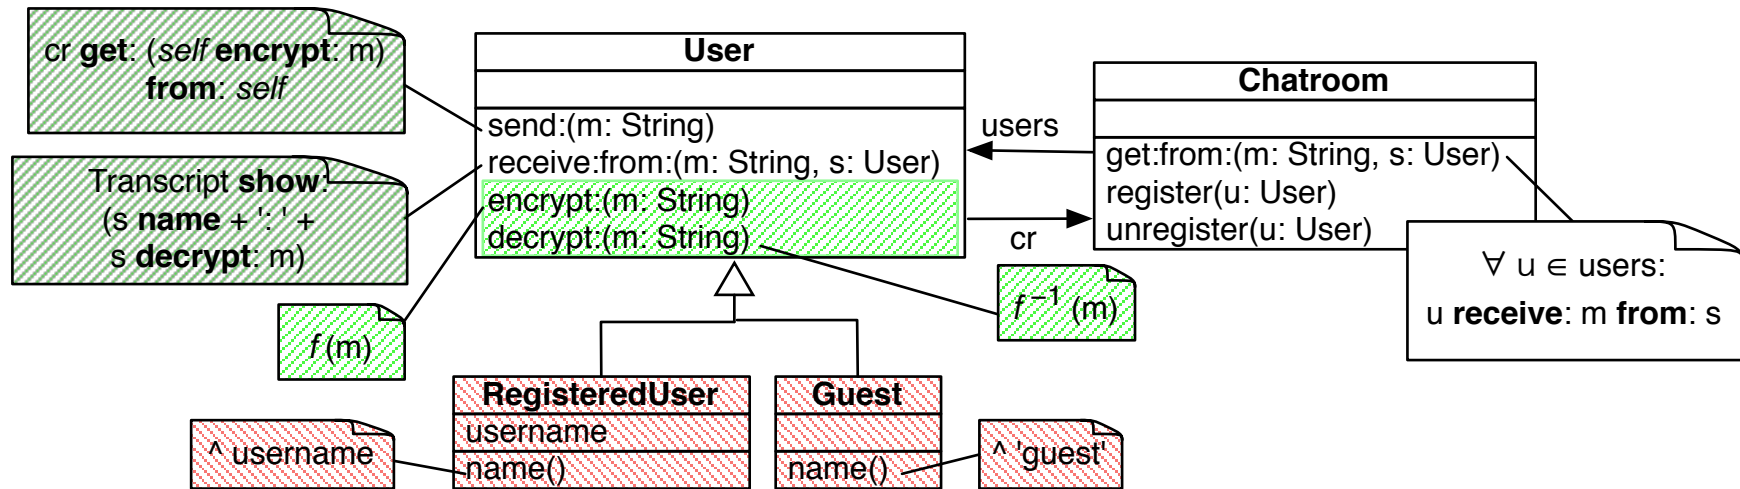 cr get: (self encrypt: m)
from: self
Transcript show:
(s name + ': ' +
s decrypt: m)
f (m)
User
send:(m: String)
receive:from:(m: String, s: User)
encrypt:(m: String)
decrypt:(m: String)
users
cr
Chatroom
get:from:(m: String, s: User)
register(u: User)
unregister(u: User)
∀ u ∈ users:
u receive: m from: s
f⁻¹ (m)
RegisteredUser
username
name()
^ username
Guest
name()
^ 'guest'